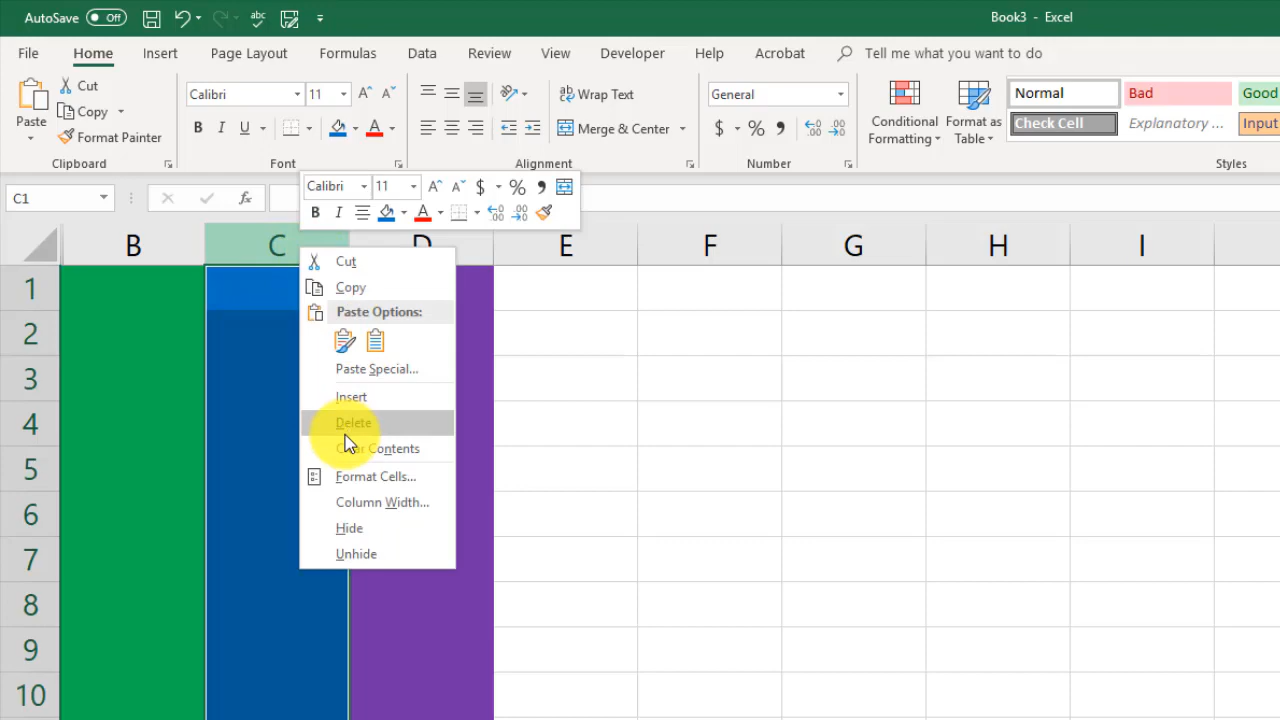 AutoSave Off abc Book3 - Excel
File Home Insert Page Layout Formulas Data Review View Developer Help Acrobat Tell me what you want to do
Paste Cut Copy Format Painter
Calibri 11 A^ A˅
B I U A
ab Wrap Text
Merge & Center
General
$ % , .00
Conditional Formatting
Format as Table
Normal Bad Good
Check Cell Explanatory ... Input
Clipboard Font Alignment Number Styles
C1 fx
Calibri 11 A^ A˅ $ % ,
B I A
B C D E F G H I
1
2
3
4
5
6
7
8
9
10
Cut
Copy
Paste Options:
Paste Special...
Insert
Delete
Contents
Format Cells...
Column Width...
Hide
Unhide